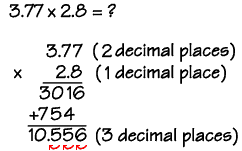 3.77 x 2.8 = ?
3.77 (2 decimal places)
x 2.8 (1 decimal place)
3016
+754
10.556 (3 decimal places)